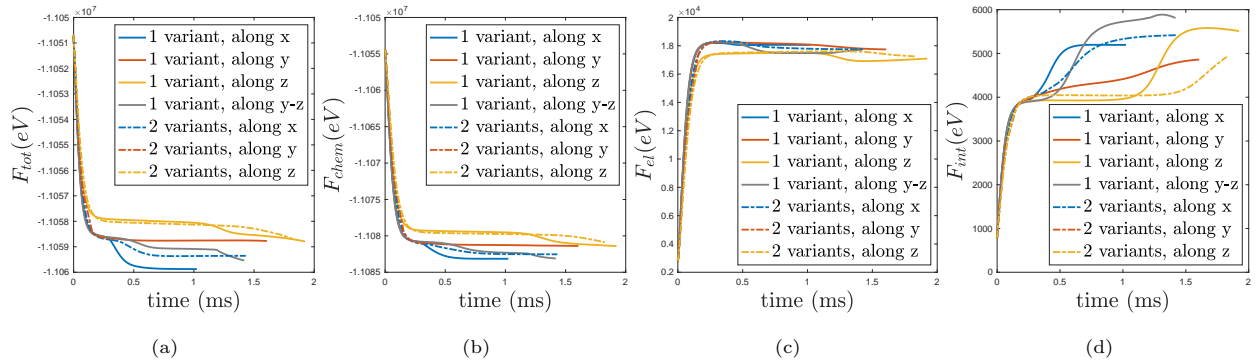 -1.105 ×10⁷
-1.1051
-1.1052
-1.1053
-1.1054
-1.1055
-1.1056
-1.1057
-1.1058
-1.1059
-1.106
F_tot(eV)
1 variant, along x
1 variant, along y
1 variant, along z
1 variant, along y-z
2 variants, along x
2 variants, along y
2 variants, along z
0 0.5 1 1.5 2
time (ms)
(a)
-1.105 ×10⁷
-1.1055
-1.106
-1.1065
-1.107
-1.1075
-1.108
-1.1085
F_chem(eV)
1 variant, along x
1 variant, along y
1 variant, along z
1 variant, along y-z
2 variants, along x
2 variants, along y
2 variants, along z
0 0.5 1 1.5 2
time (ms)
(b)
2 ×10⁴
1.8
1.6
1.4
1.2
1
0.8
0.6
0.4
0.2
F_el(eV)
1 variant, along x
1 variant, along y
1 variant, along z
1 variant, along y-z
2 variants, along x
2 variants, along y
2 variants, along z
0 0.5 1 1.5 2
time (ms)
(c)
6000
5000
4000
3000
2000
1000
0
F_int(eV)
1 variant, along x
1 variant, along y
1 variant, along z
1 variant, along y-z
2 variants, along x
2 variants, along y
2 variants, along z
0 0.5 1 1.5 2
time (ms)
(d)